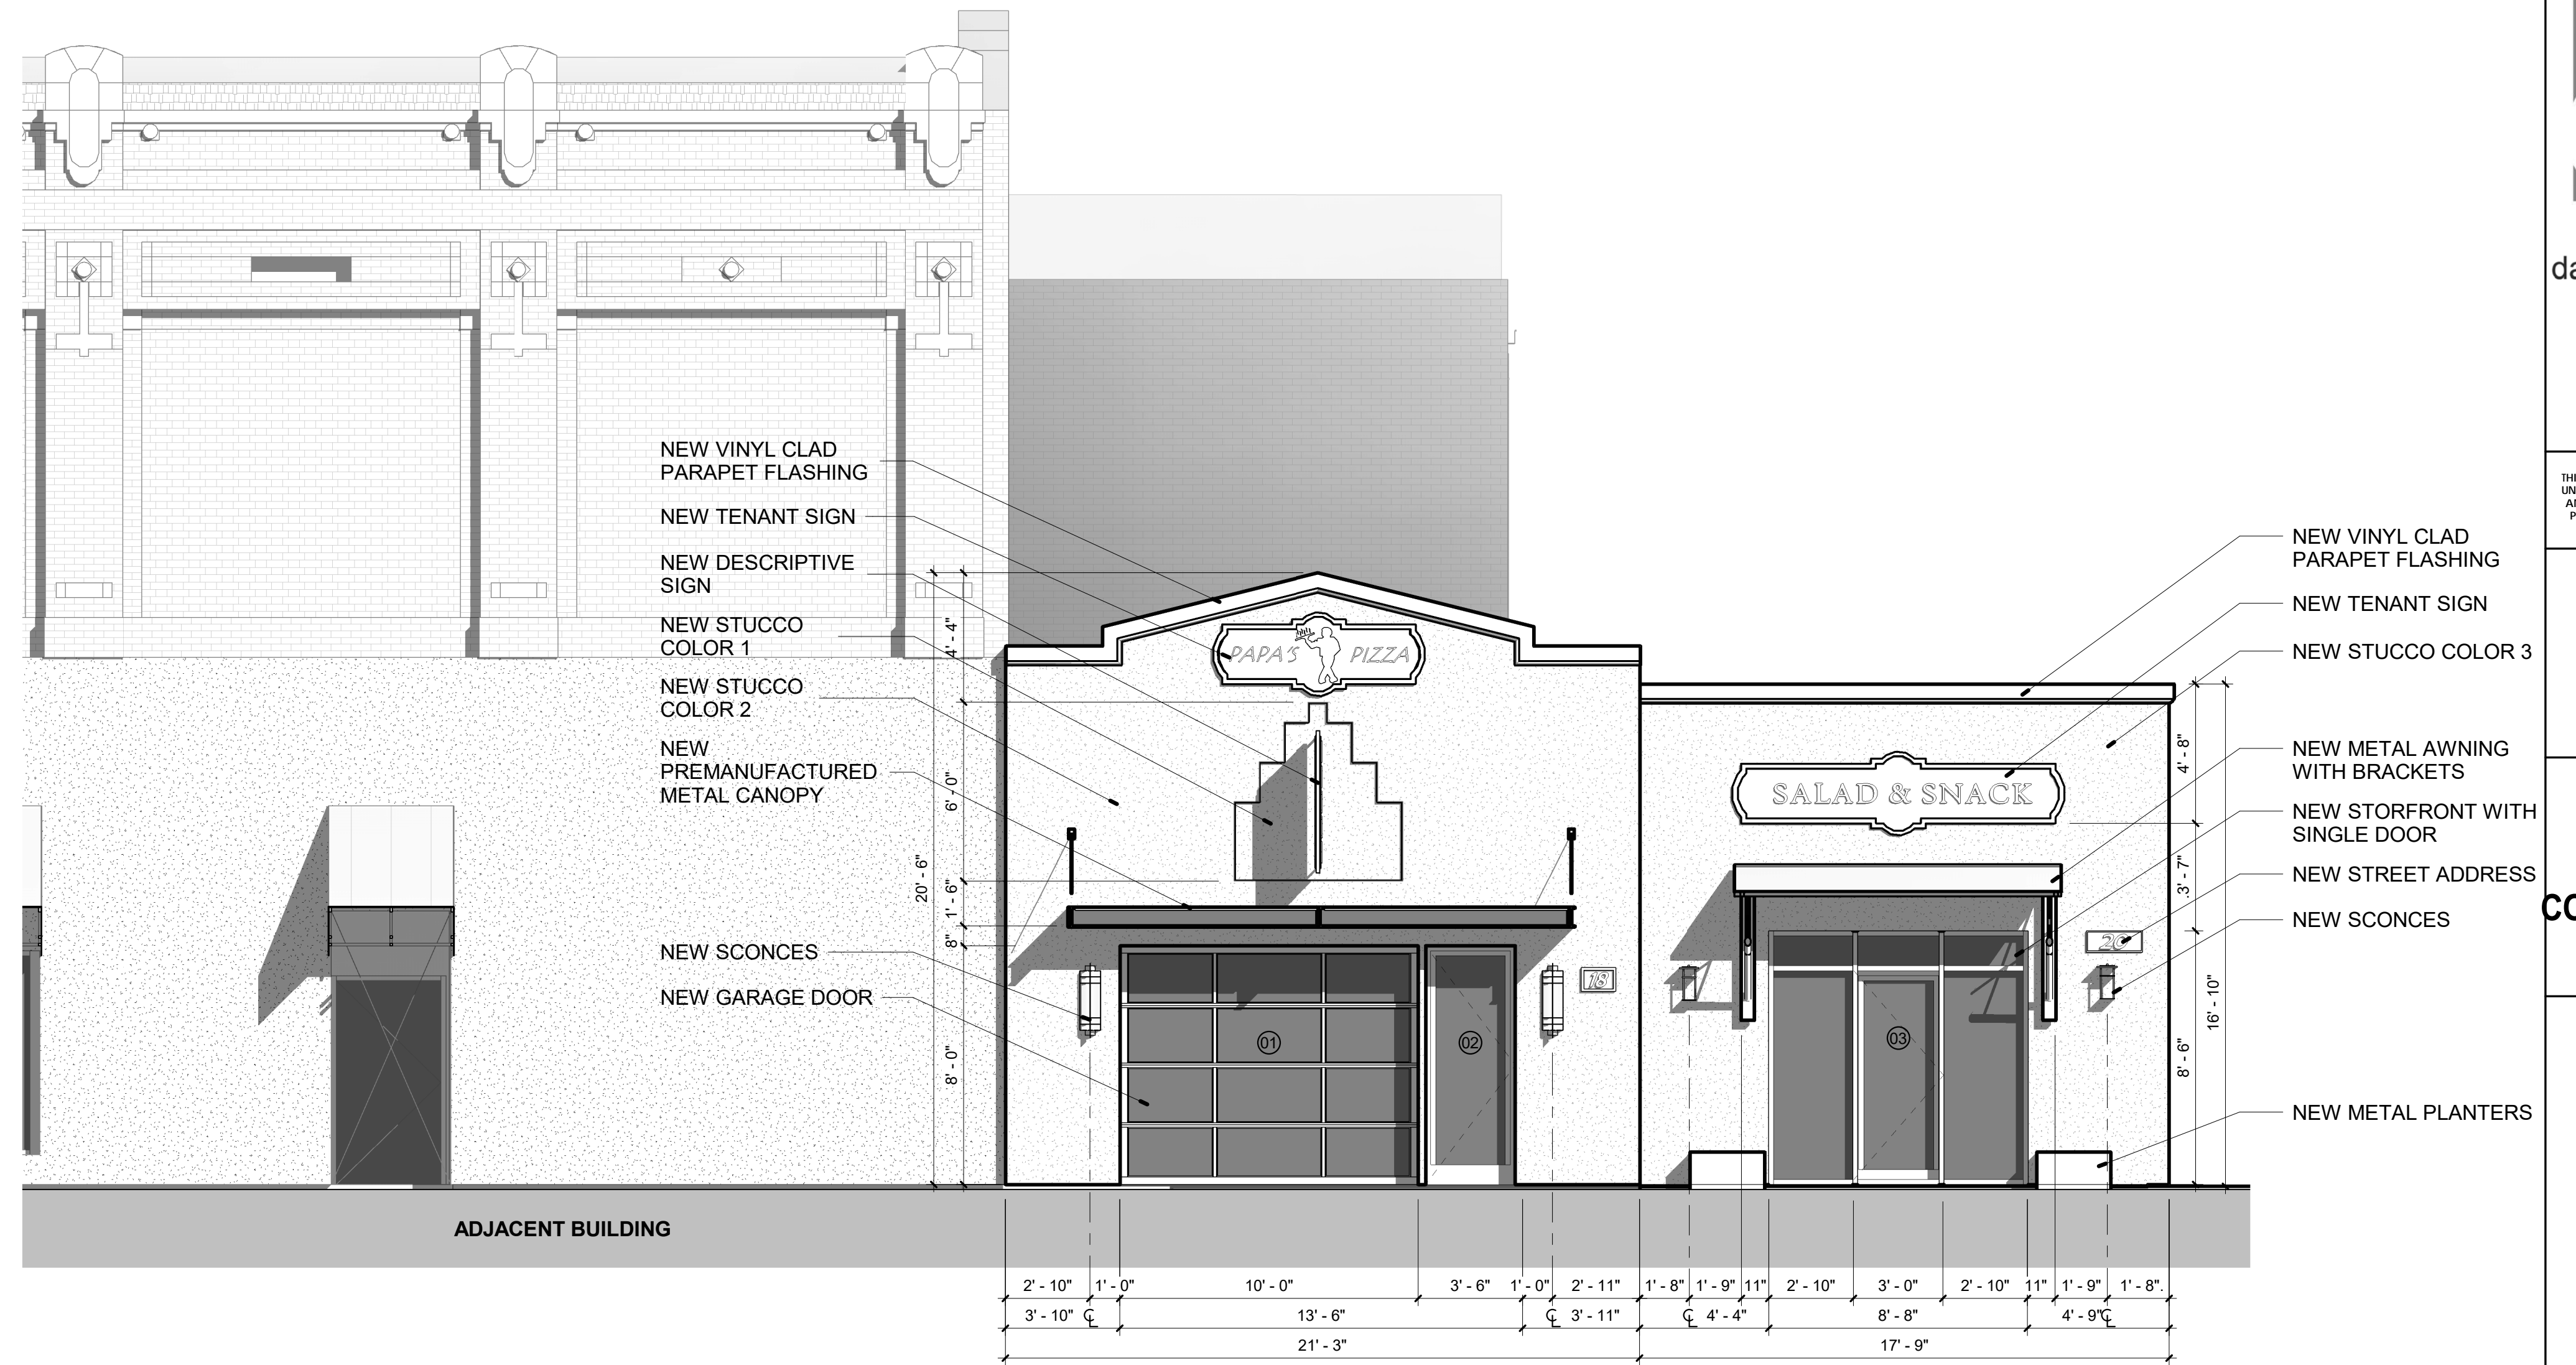 da
THI
UN
AI
P
CO
NEW VINYL CLAD
PARAPET FLASHING
NEW TENANT SIGN
NEW DESCRIPTIVE
SIGN
NEW STUCCO
COLOR 1
NEW STUCCO
COLOR 2
NEW
PREMANUFACTURED
METAL CANOPY
NEW SCONCES
NEW GARAGE DOOR
20' - 6"
4' - 4"
6' - 0"
1' - 6"
8"
8' - 0"
PAPA'S PIZZA
18
01
02
SALAD & SNACK
20
03
4' - 8"
3' - 7"
8' - 6"
16' - 10"
NEW VINYL CLAD
PARAPET FLASHING
NEW TENANT SIGN
NEW STUCCO COLOR 3
NEW METAL AWNING
WITH BRACKETS
NEW STORFRONT WITH
SINGLE DOOR
NEW STREET ADDRESS
NEW SCONCES
NEW METAL PLANTERS
ADJACENT BUILDING
2' - 10" 1' - 0" 10' - 0" 3' - 6" 1' - 0" 2' - 11" 1' - 8" 1' - 9" 11" 2' - 10" 3' - 0" 2' - 10" 11" 1' - 9" 1' - 8".
3' - 10" ℄ 13' - 6" ℄ 3' - 11" ℄ 4' - 4" 8' - 8" 4' - 9" ℄
21' - 3" 17' - 9"